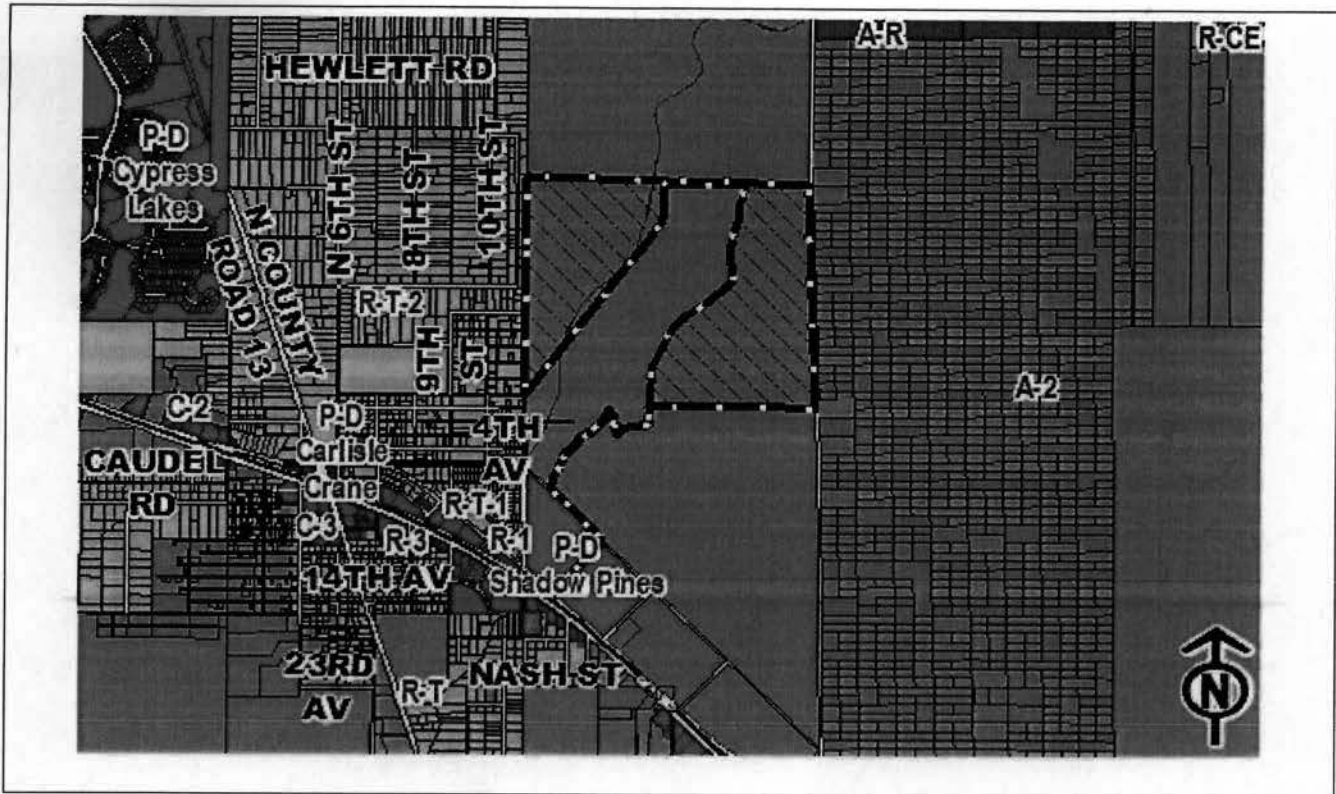 A-R
R-CE
HEWLETT RD
P-D
Cypress
Lakes
N 6TH ST
8TH ST
10TH ST
N COUNTY
ROAD 13
R-T-2
9TH
ST
C-2
P-D
Carlisle
Crane
4TH
AV
A-2
CAUDEL
RD
R-T-1
C-3
R-3
R-1
P-D
Shadow Pines
14TH AV
23RD
AV
R-T
NASH ST
N